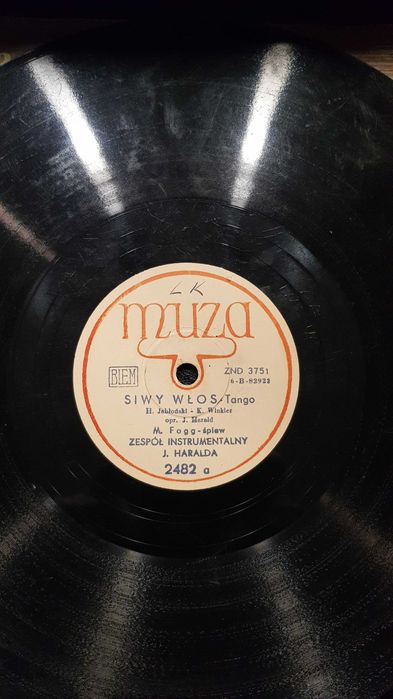 LK
muza
BIEM
ZND 3751
6-B-82922
SIWY WŁOS-Tango
H. Jabłoński - K. Winkler
opr. J. Harald
M. Fogg-śpiew
ZESPÓŁ INSTRUMENTALNY
J. HARALDA
2482 a